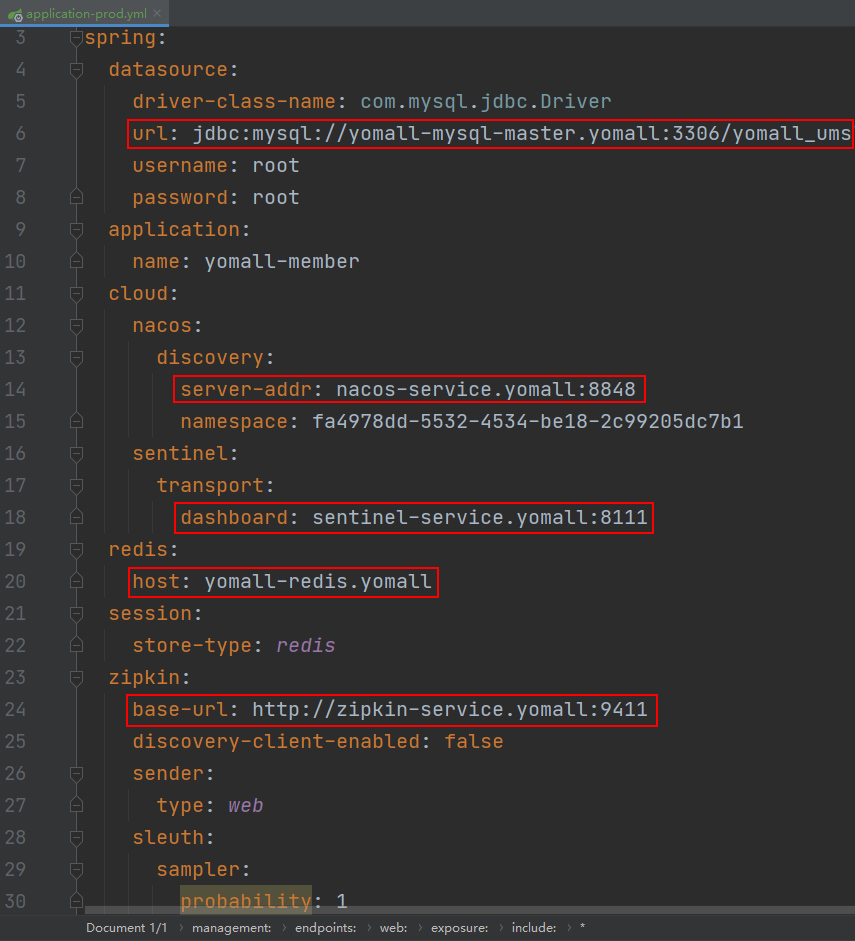 application-prod.yml
3 spring:
4 datasource:
5 driver-class-name: com.mysql.jdbc.Driver
6 url: jdbc:mysql://yomall-mysql-master.yomall:3306/yomall_ums
7 username: root
8 password: root
9 application:
10 name: yomall-member
11 cloud:
12 nacos:
13 discovery:
14 server-addr: nacos-service.yomall:8848
15 namespace: fa4978dd-5532-4534-be18-2c99205dc7b1
16 sentinel:
17 transport:
18 dashboard: sentinel-service.yomall:8111
19 redis:
20 host: yomall-redis.yomall
21 session:
22 store-type: redis
23 zipkin:
24 base-url: http://zipkin-service.yomall:9411
25 discovery-client-enabled: false
26 sender:
27 type: web
28 sleuth:
29 sampler:
30 probability: 1
Document 1/1 › management: › endpoints: › web: › exposure: › include: › *